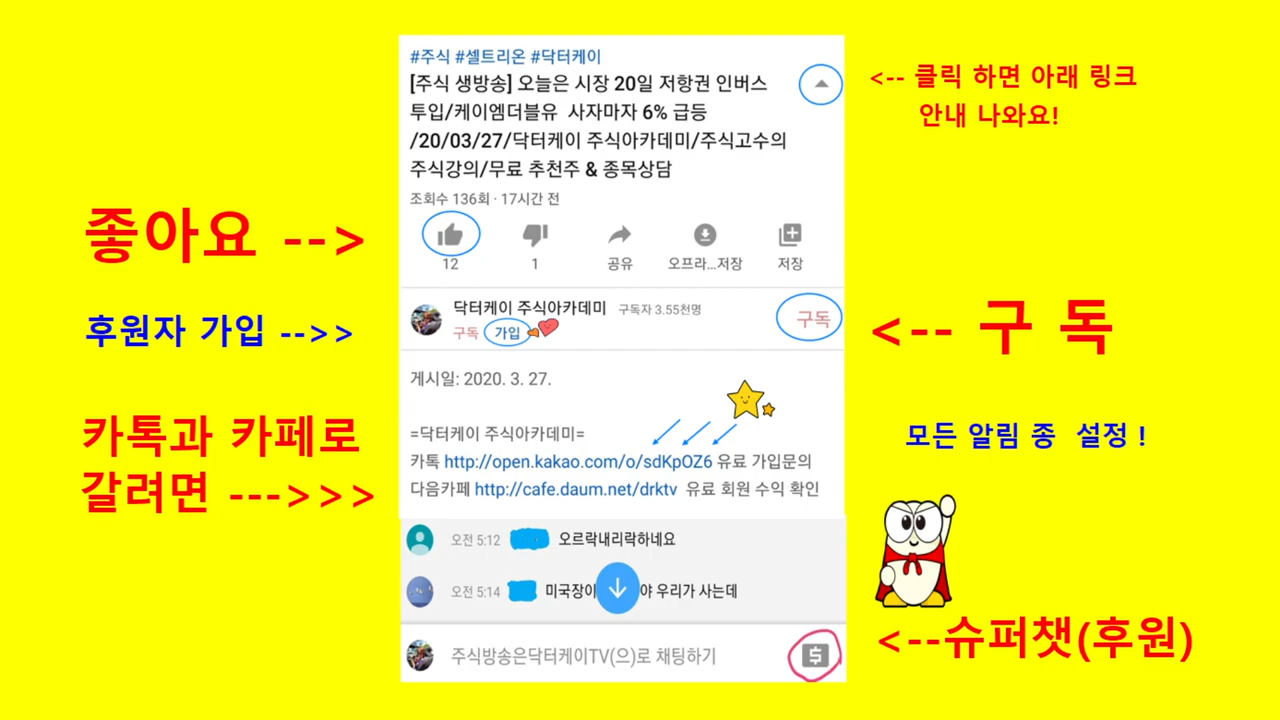 #주식 #셀트리온 #닥터케이
[주식 생방송] 오늘은 시장 20일 저항권 인버스
투입/케이엠더블유 사자마자 6% 급등
/20/03/27/닥터케이 주식아카데미/주식고수의
주식강의/무료 추천주 & 종목상담
조회수 136회 · 17시간 전
12
1
공유
오프라...저장
저장
닥터케이 주식아카데미 구독자 3.55천명
구독 가입
구독
게시일: 2020. 3. 27.
=닥터케이 주식아카데미=
카톡 http://open.kakao.com/o/sdKpOZ6 유료 가입문의
다음카페 http://cafe.daum.net/drktv 유료 회원 수익 확인
오전 5:12 오르락내리락하네요
오전 5:14 미국장이 야 우리가 사는데
주식방송은닥터케이TV(으)로 채팅하기
좋아요 -->
후원자 가입 -->>
카톡과 카페로
갈려면 --->>>
<-- 클릭 하면 아래 링크
안내 나와요!
<-- 구 독
모든 알림 종 설정 !
<--슈퍼챗(후원)